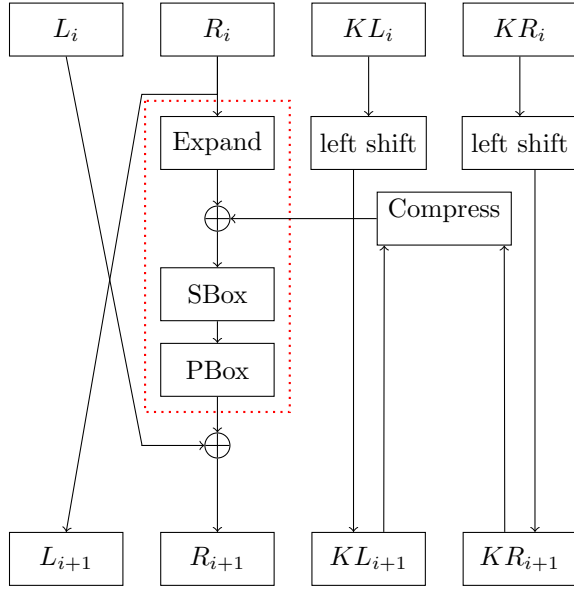 $L_i$ $R_i$ $KL_i$ $KR_i$
Expand left shift left shift
Compress
SBox
PBox
$L_{i+1}$ $R_{i+1}$ $KL_{i+1}$ $KR_{i+1}$